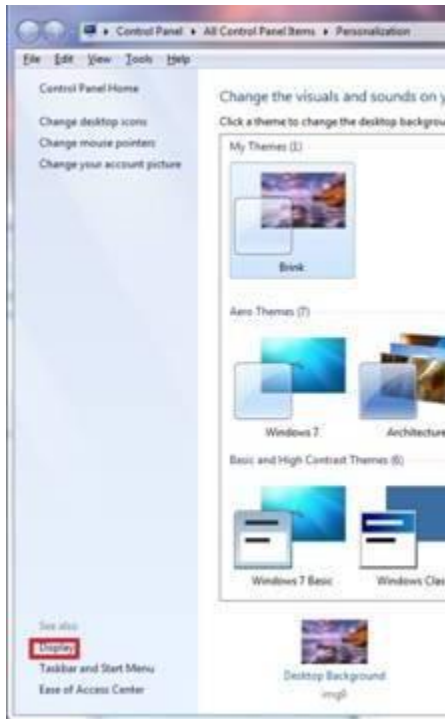 Control Panel ▸ All Control Panel Items ▸ Personalization
File Edit View Tools Help
Control Panel Home
Change desktop icons
Change mouse pointers
Change your account picture
Change the visuals and sounds on y
Click a theme to change the desktop backgrou
My Themes (1)
Brink
Aero Themes (7)
Windows 7
Architecture
Basic and High Contrast Themes (6)
Windows 7 Basic
Windows Clas
See also
Display
Taskbar and Start Menu
Ease of Access Center
Desktop Background
img0